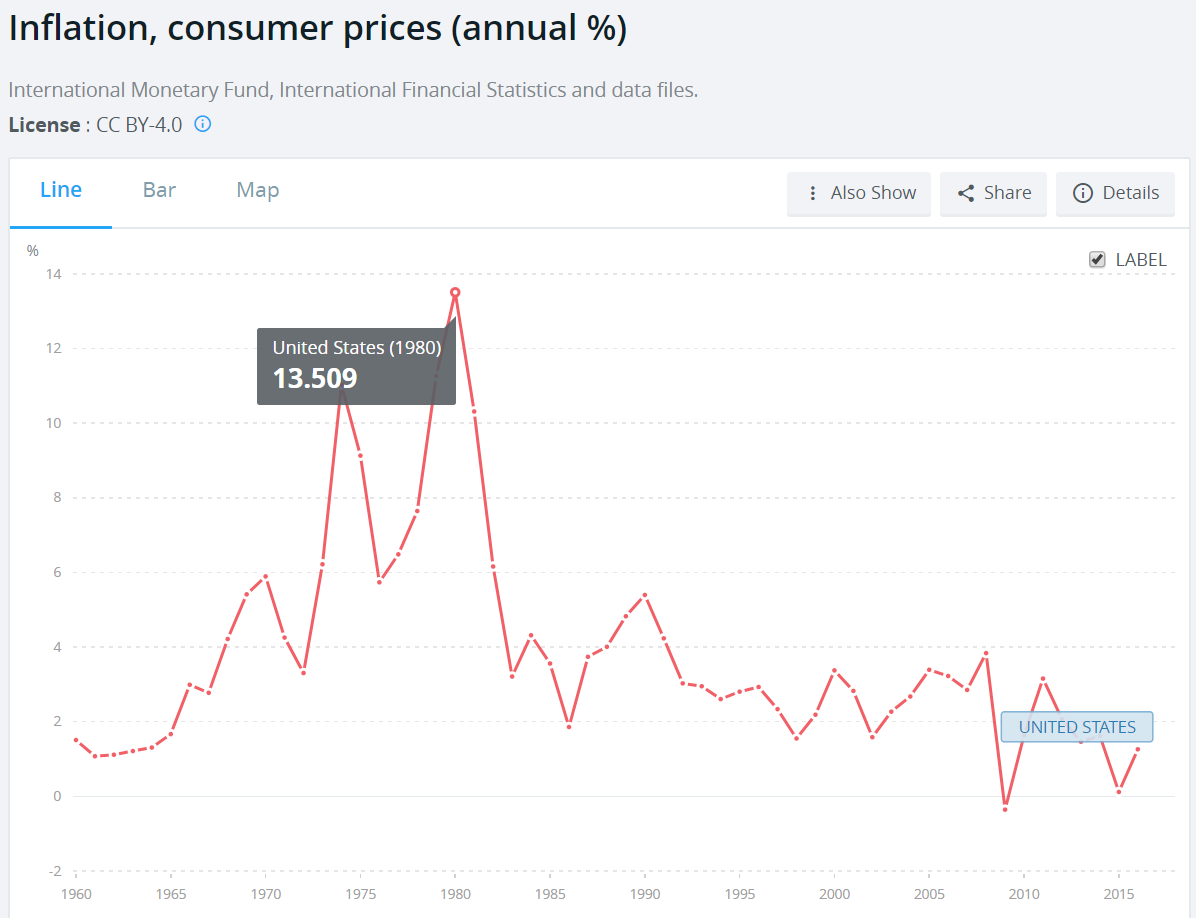 Inflation, consumer prices (annual %)
International Monetary Fund, International Financial Statistics and data files.
License : CC BY-4.0
Line Bar Map Also Show Share Details
%
LABEL
14
United States (1980)
13.509
12
10
8
6
4
2
UNITED STATES
0
-2
1960 1965 1970 1975 1980 1985 1990 1995 2000 2005 2010 2015